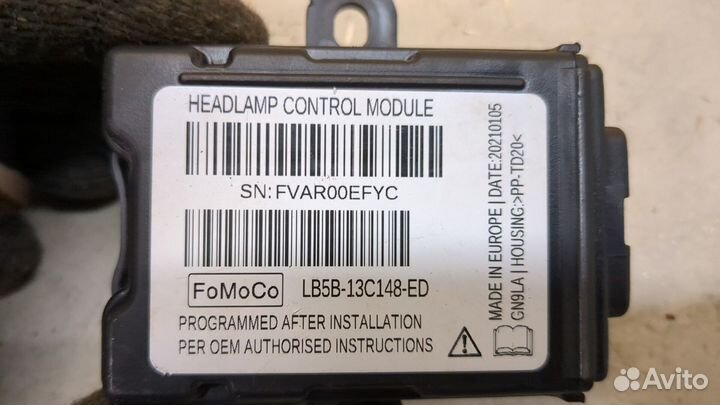 HEADLAMP CONTROL MODULE
SN:FVAR00EFYC
FoMoCo
LB5B-13C148-ED
PROGRAMMED AFTER INSTALLATION
PER OEM AUTHORISED INSTRUCTIONS
MADE IN EUROPE | DATE:20210105
GN9LA | HOUSING:>PP-TD20<
Avito